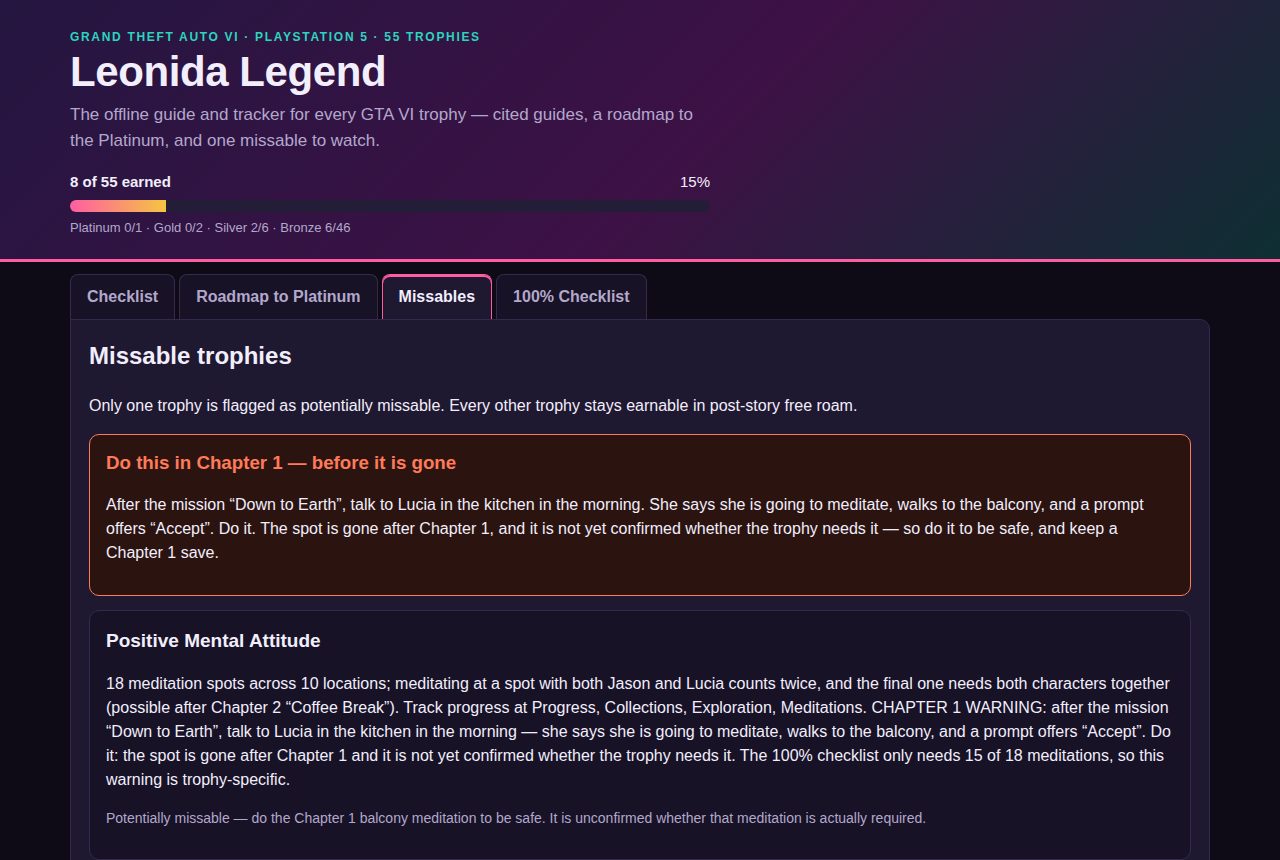 GRAND THEFT AUTO VI · PLAYSTATION 5 · 55 TROPHIES
Leonida Legend
The offline guide and tracker for every GTA VI trophy — cited guides, a roadmap to
the Platinum, and one missable to watch.
8 of 55 earned 15%
Platinum 0/1 · Gold 0/2 · Silver 2/6 · Bronze 6/46
Checklist Roadmap to Platinum Missables 100% Checklist
Missable trophies
Only one trophy is flagged as potentially missable. Every other trophy stays earnable in post-story free roam.
Do this in Chapter 1 — before it is gone
After the mission “Down to Earth”, talk to Lucia in the kitchen in the morning. She says she is going to meditate, walks to the balcony, and a prompt
offers “Accept”. Do it. The spot is gone after Chapter 1, and it is not yet confirmed whether the trophy needs it — so do it to be safe, and keep a
Chapter 1 save.
Positive Mental Attitude
18 meditation spots across 10 locations; meditating at a spot with both Jason and Lucia counts twice, and the final one needs both characters together
(possible after Chapter 2 “Coffee Break”). Track progress at Progress, Collections, Exploration, Meditations. CHAPTER 1 WARNING: after the mission
“Down to Earth”, talk to Lucia in the kitchen in the morning — she says she is going to meditate, walks to the balcony, and a prompt offers “Accept”. Do
it: the spot is gone after Chapter 1 and it is not yet confirmed whether the trophy needs it. The 100% checklist only needs 15 of 18 meditations, so this
warning is trophy-specific.
Potentially missable — do the Chapter 1 balcony meditation to be safe. It is unconfirmed whether that meditation is actually required.